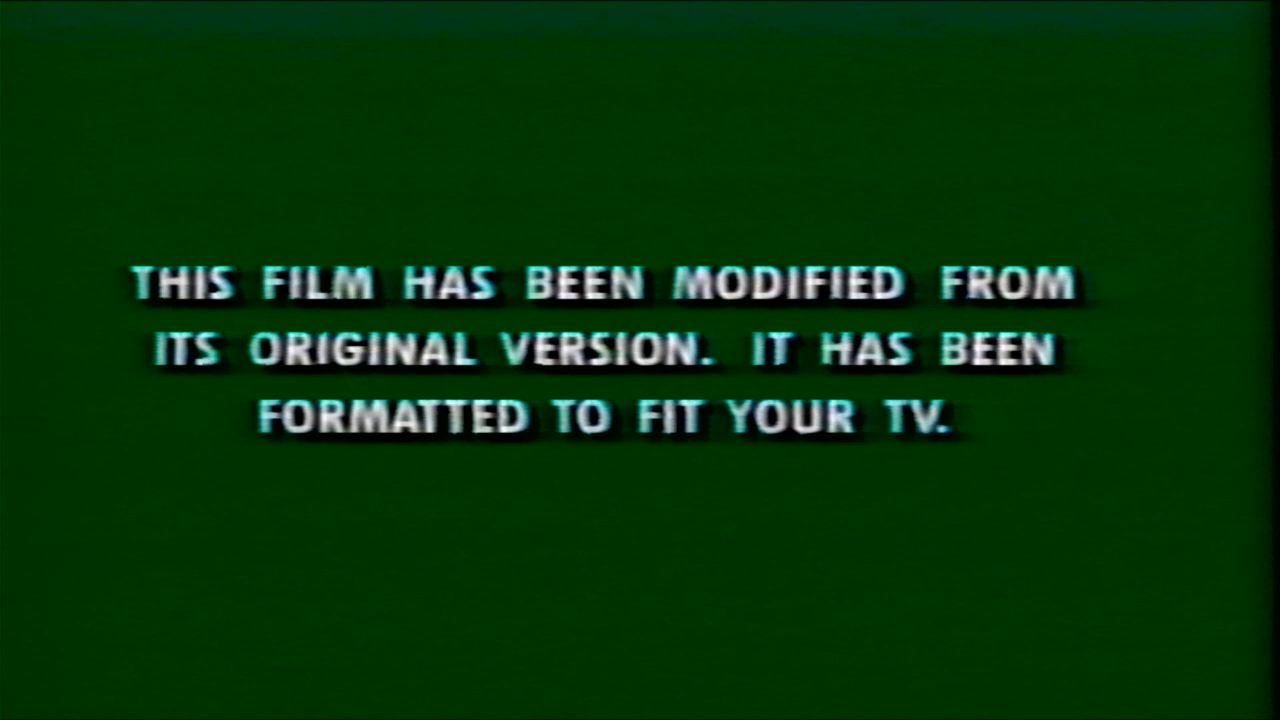 THIS FILM HAS BEEN MODIFIED FROM
ITS ORIGINAL VERSION. IT HAS BEEN
FORMATTED TO FIT YOUR TV.